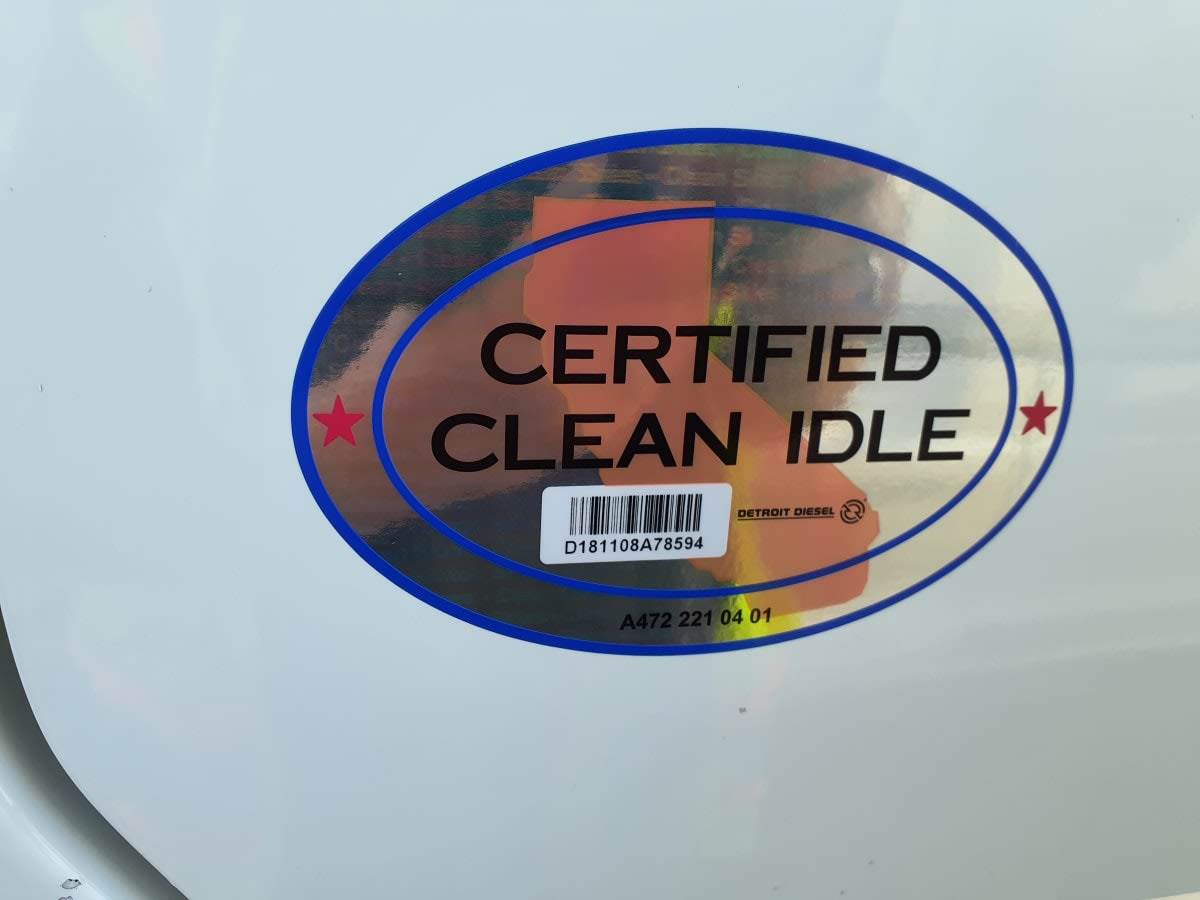 CERTIFIED
CLEAN IDLE
DETROIT DIESEL
D181108A78594
A472 221 04 01